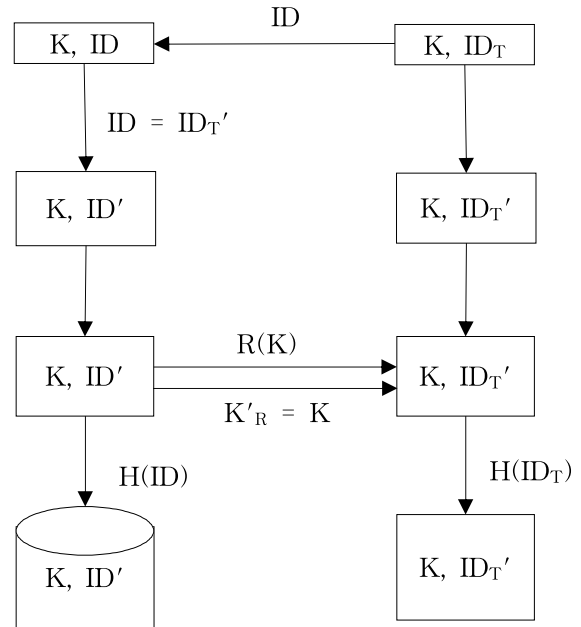 ID
K, ID
K, ID_T
ID = ID_T′
K, ID′
K, ID_T′
R(K)
K, ID′
K, ID_T′
K′_R = K
H(ID)
H(ID_T)
K, ID′
K, ID_T′